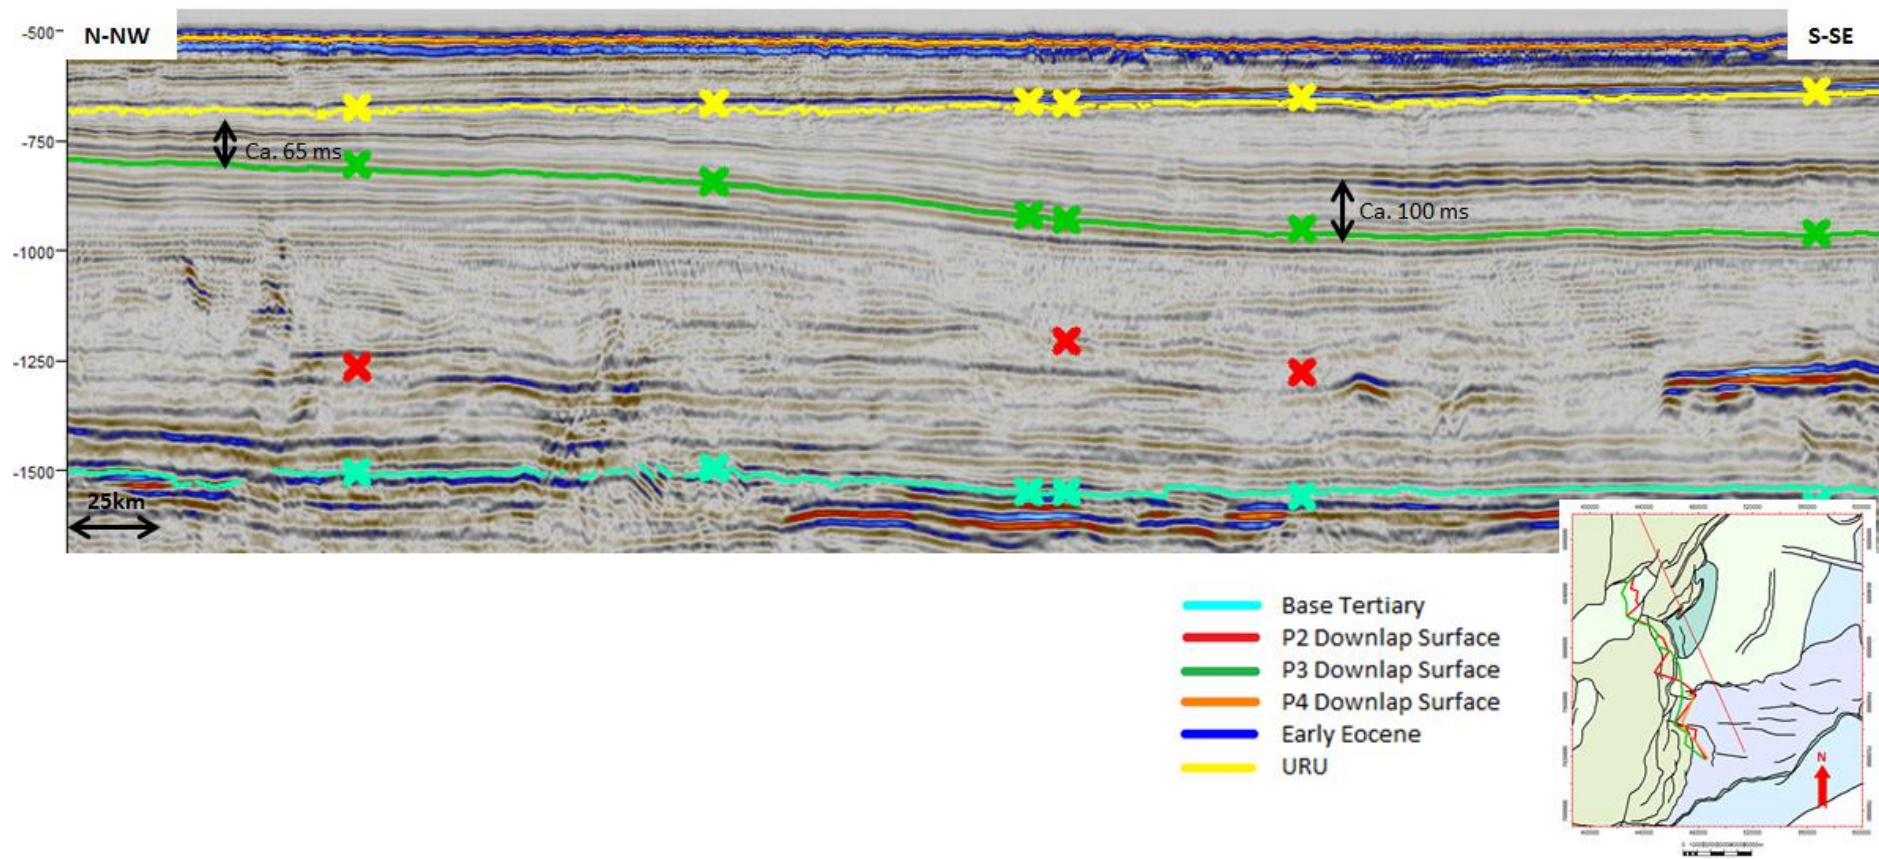 -500
N-NW
S-SE
-750
Ca. 65 ms
Ca. 100 ms
-1000
-1250
-1500
25km
Base Tertiary
P2 Downlap Surface
P3 Downlap Surface
P4 Downlap Surface
Early Eocene
URU
N